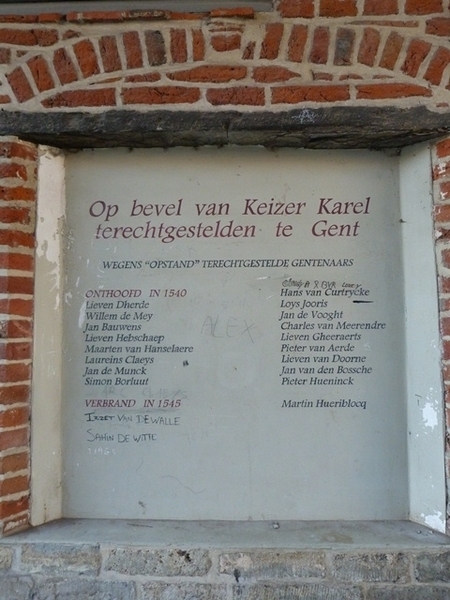 Op bevel van Keizer Karel
terechtgestelden te Gent
WEGENS "OPSTAND" TERECHTGESTELDE GENTENAARS
ONTHOOFD IN 1540
Lieven Dherde
Willem de Mey
Jan Bauwens
Lieven Hebschaep
Maarten van Hanselaere
Laureins Claeys
Jan de Munck
Simon Borluut
Hans van Curtrycke
Loys Jooris
Jan de Vooght
Charles van Meerendre
Lieven Gheeraerts
Pieter van Aerde
Lieven van Doorne
Jan van den Bossche
Pieter Hueninck
VERBRAND IN 1545
Martin Hueriblocq
ALEX
IZZET VAN DEWALLE
SAHIN DE WITTE